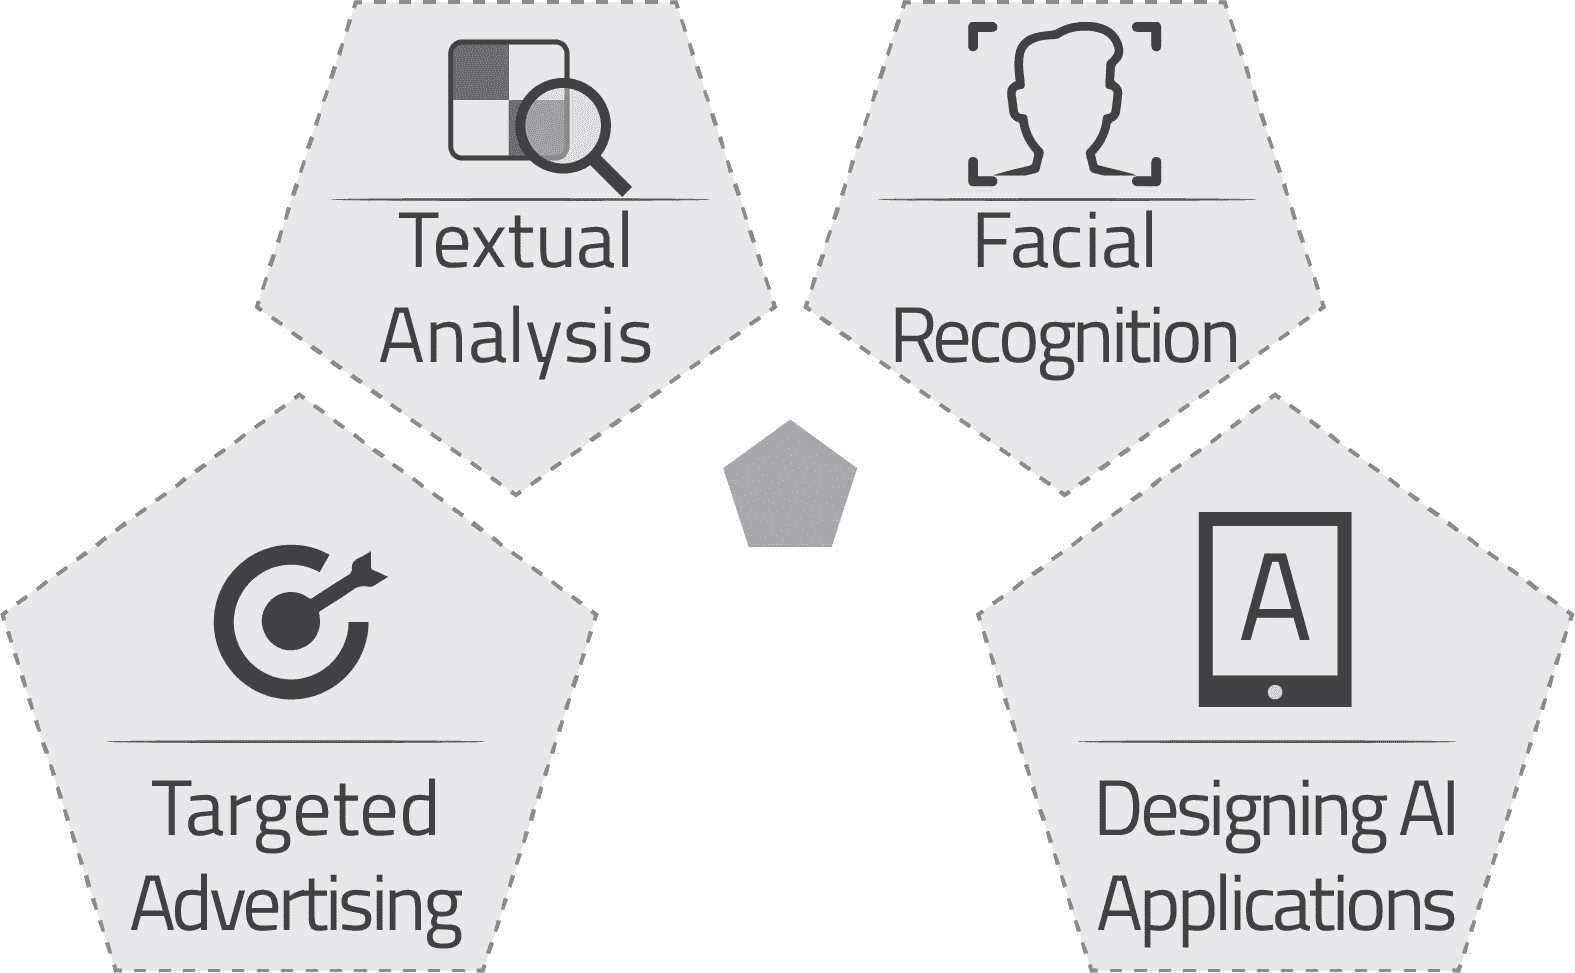 Textual
Analysis
Facial
Recognition
Targeted
Advertising
A
Designing AI
Applications